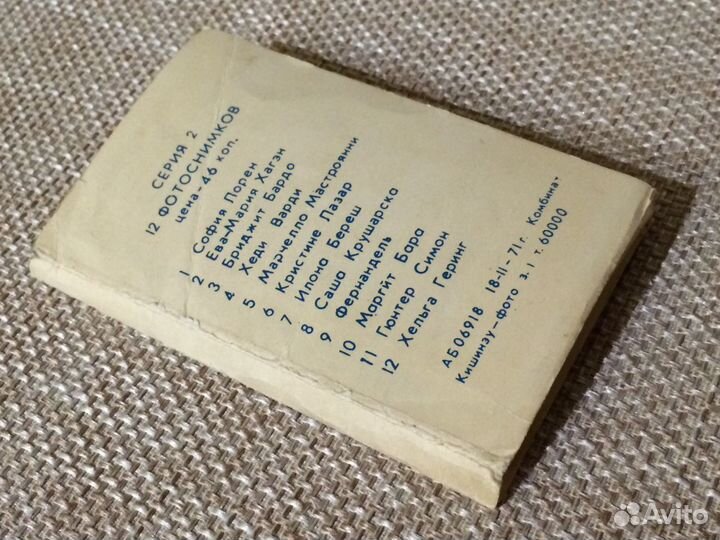 СЕРИЯ 2
12 ФОТОСНИМКОВ
цена-46 коп.
1 София Лорен
2 Ева-Мария Хагэн
3 Бриджит Бардо
4 Хеди Варди
5 Марчелло Мастроянни
6 Кристине Лазар
7 Илона Береш
8 Саша Крушарска
9 Фернандель
10 Маргит Бара
11 Гюнтер Симон
12 Хельга Геринг
АБ06918 18-II-71г. Комбинат
Кишинэу-фото з.1 т.60000
Avito